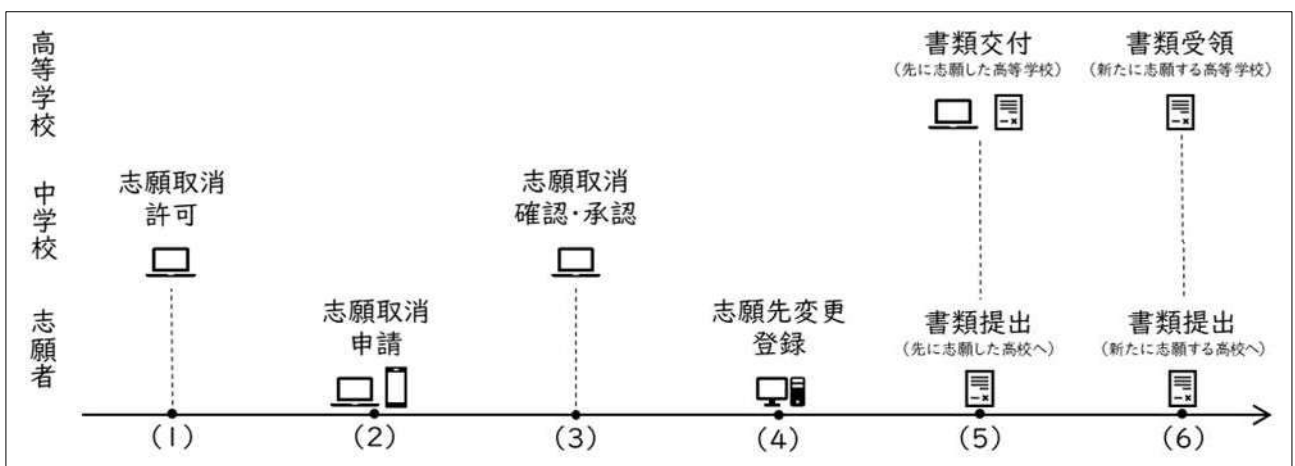 高等学校
書類交付
(先に志願した高等学校)
書類受領
(新たに志願する高等学校)
中学校
志願取消
許可
志願取消
確認・承認
志願者
志願取消
申請
志願先変更
登録
書類提出
(先に志願した高校へ)
書類提出
(新たに志願する高校へ)
(1)
(2)
(3)
(4)
(5)
(6)